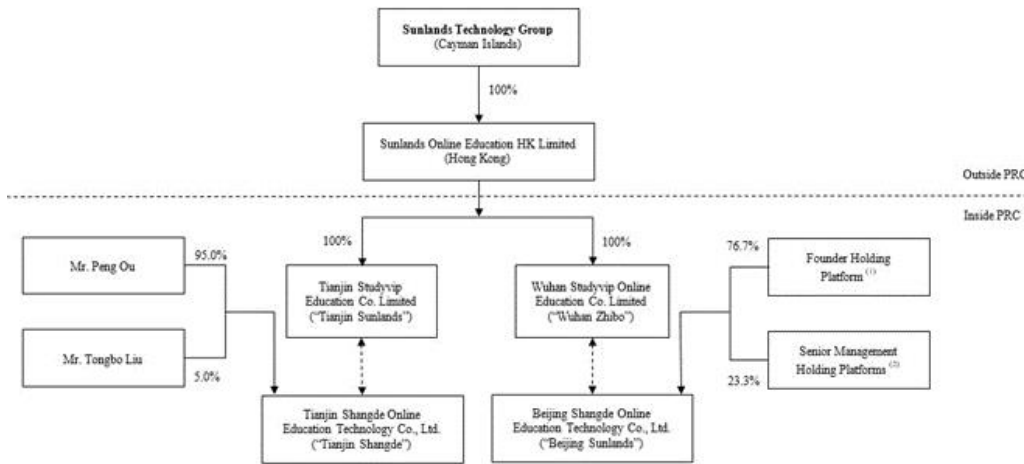 Sunlands Technology Group
(Cayman Islands)
100%
Sunlands Online Education HK Limited
(Hong Kong)
Outside PRC
Inside PRC
100%
100%
95.0%
76.7%
Mr. Peng Ou
Tianjin Studyvip
Education Co. Limited
("Tianjin Sunlands")
Wuhan Studyvip Online
Education Co. Limited
("Wuhan Zhibo")
Founder Holding
Platform (1)
Mr. Tongbo Liu
Senior Management
Holding Platforms (2)
5.0%
23.3%
Tianjin Shangde Online
Education Technology Co., Ltd.
("Tianjin Shangde")
Beijing Shangde Online
Education Technology Co., Ltd.
("Beijing Sunlands")